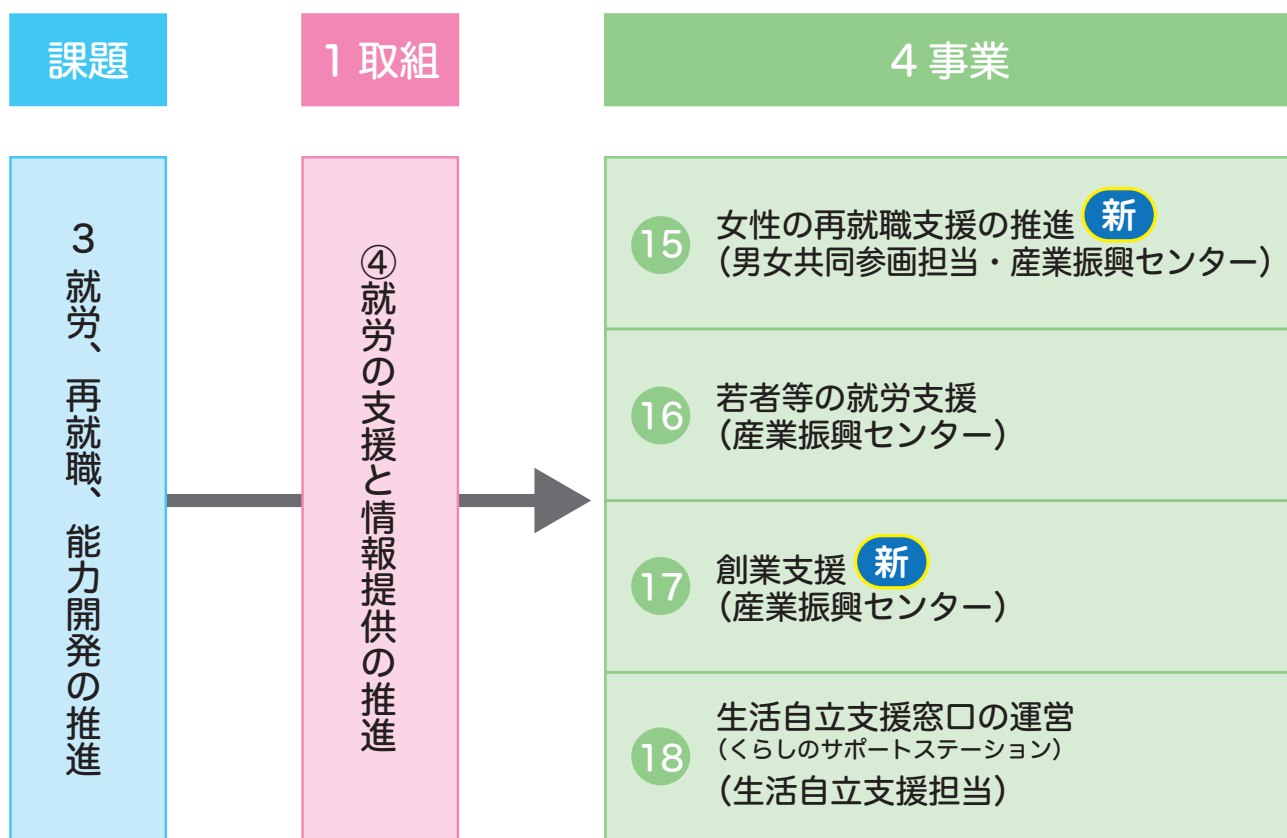 課題
1 取組
4 事業
3 就労、再就職、能力開発の推進
④就労の支援と情報提供の推進
15
女性の再就職支援の推進 新
（男女共同参画担当・産業振興センター）
16
若者等の就労支援
（産業振興センター）
17
創業支援 新
（産業振興センター）
18
生活自立支援窓口の運営
（くらしのサポートステーション）
（生活自立支援担当）